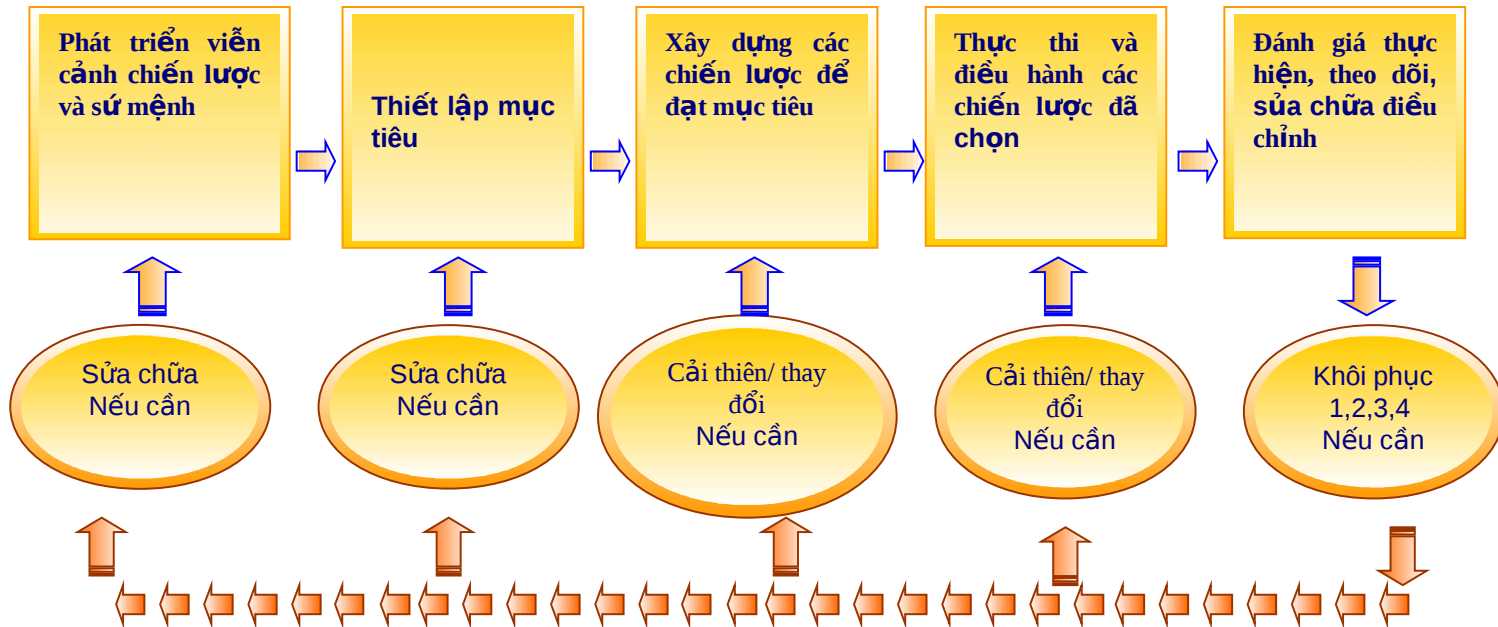 Phát triển viễn
cảnh chiến lược
và sứ mệnh
Thiết lập mục
tiêu
Xây dựng các
chiến lược để
đạt mục tiêu
Thực thi và
điều hành các
chiến lược đã
chọn
Đánh giá thực
hiện, theo dõi,
sủa chữa điều
chỉnh
Sửa chữa
Nếu cần
Sửa chữa
Nếu cần
Cải thiên/ thay
đổi
Nếu cần
Cải thiên/ thay
đổi
Nếu cần
Khôi phục
1,2,3,4
Nếu cần